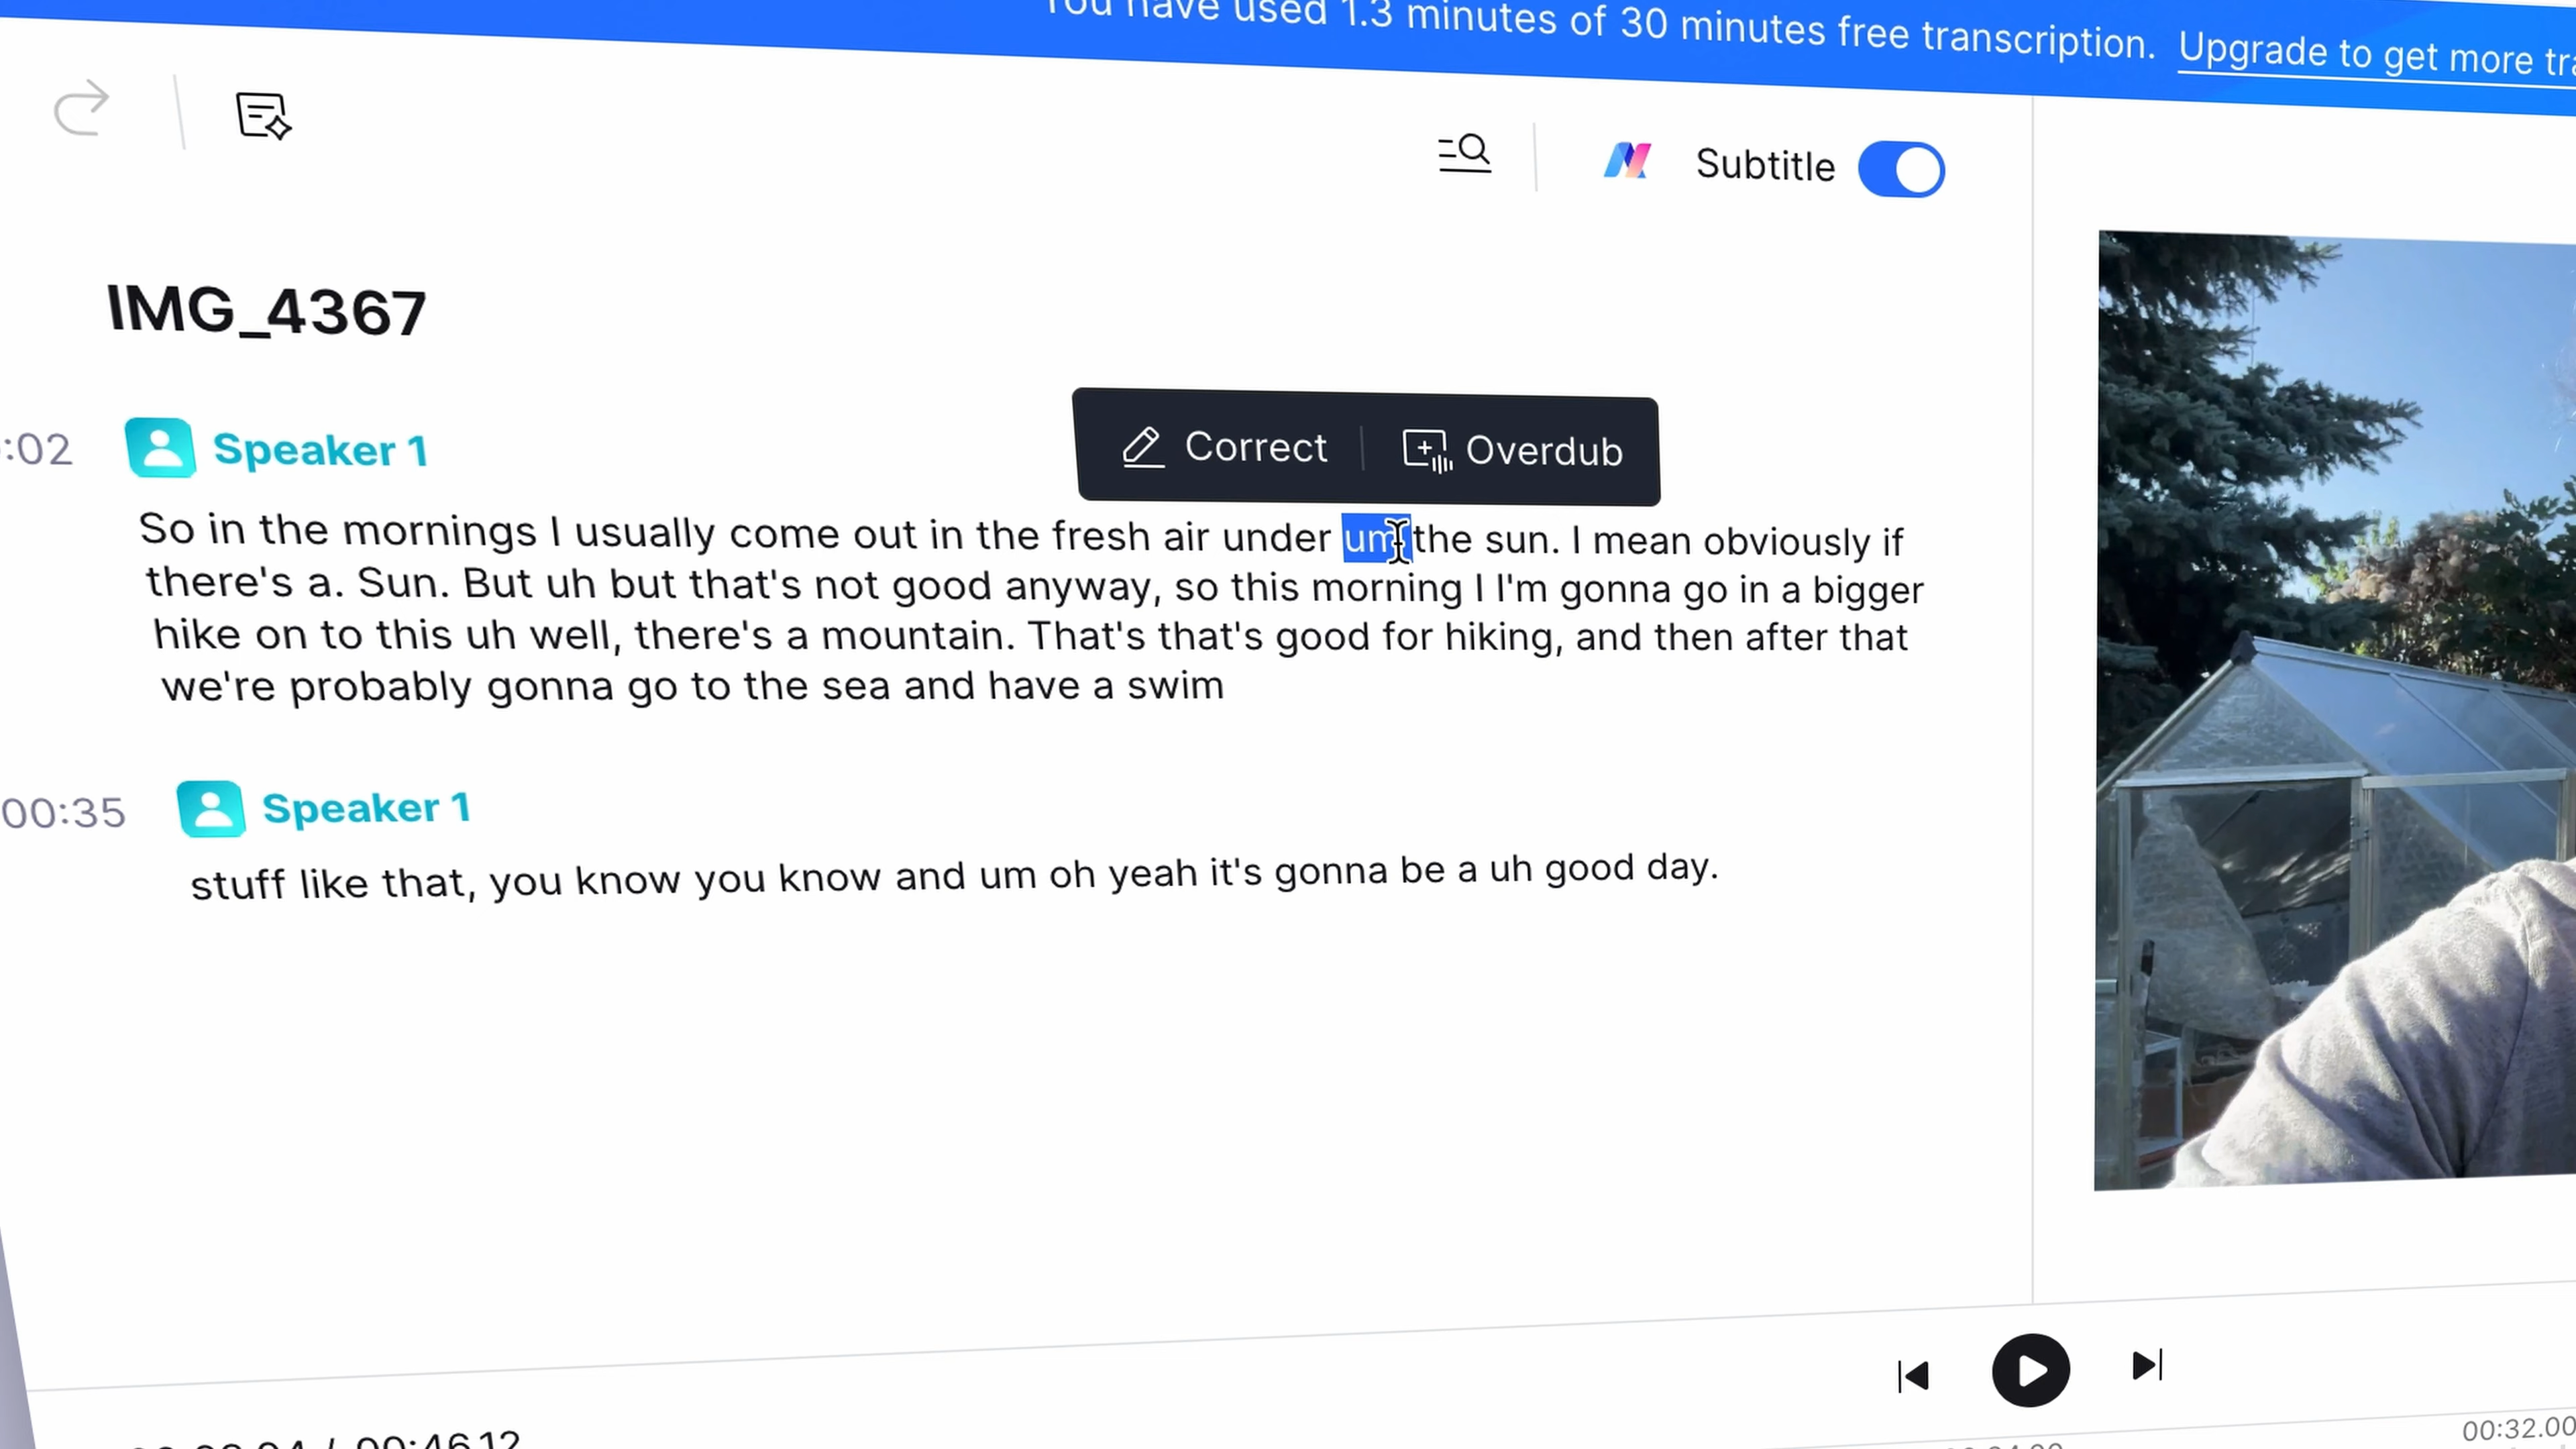 You have used 1.3 minutes of 30 minutes free transcription. Upgrade to get more
Subtitle
IMG_4367
:02 Speaker 1
Correct Overdub
So in the mornings I usually come out in the fresh air under um the sun. I mean obviously if
there's a. Sun. But uh but that's not good anyway, so this morning I I'm gonna go in a bigger
hike on to this uh well, there's a mountain. That's that's good for hiking, and then after that
we're probably gonna go to the sea and have a swim
00:35 Speaker 1
stuff like that, you know you know and um oh yeah it's gonna be a uh good day.
/ 00:46.12
00:32.00